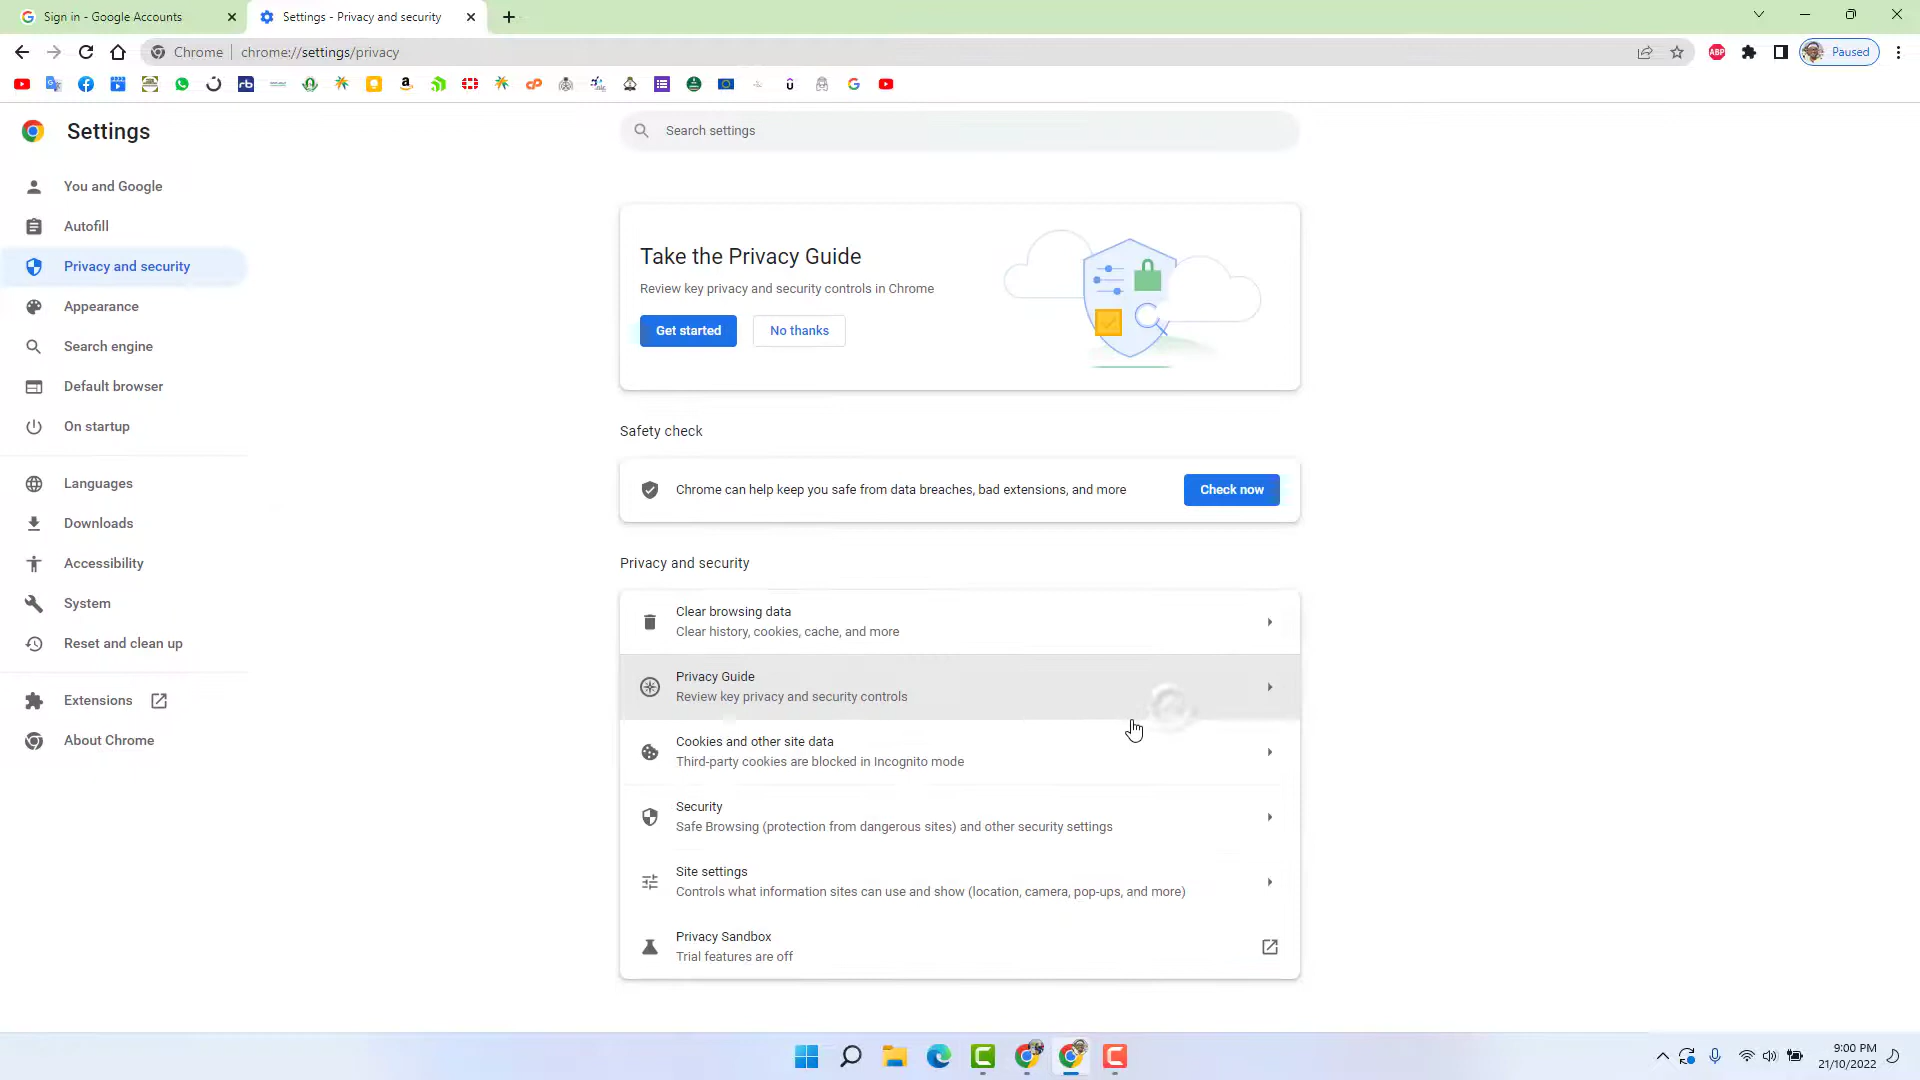 Sign in - Google Accounts
Settings - Privacy and security
Chrome
chrome://settings/privacy
ABP
Paused
rb
a
cP
u
Settings
Search settings
You and Google
Autofill
Privacy and security
Appearance
Search engine
Default browser
On startup
Languages
Downloads
Accessibility
System
Reset and clean up
Extensions
About Chrome
Take the Privacy Guide
Review key privacy and security controls in Chrome
Get started
No thanks
Safety check
Chrome can help keep you safe from data breaches, bad extensions, and more
Check now
Privacy and security
Clear browsing data
Clear history, cookies, cache, and more
Privacy Guide
Review key privacy and security controls
Cookies and other site data
Third-party cookies are blocked in Incognito mode
Security
Safe Browsing (protection from dangerous sites) and other security settings
Site settings
Controls what information sites can use and show (location, camera, pop-ups, and more)
Privacy Sandbox
Trial features are off
9:00 PM
21/10/2022